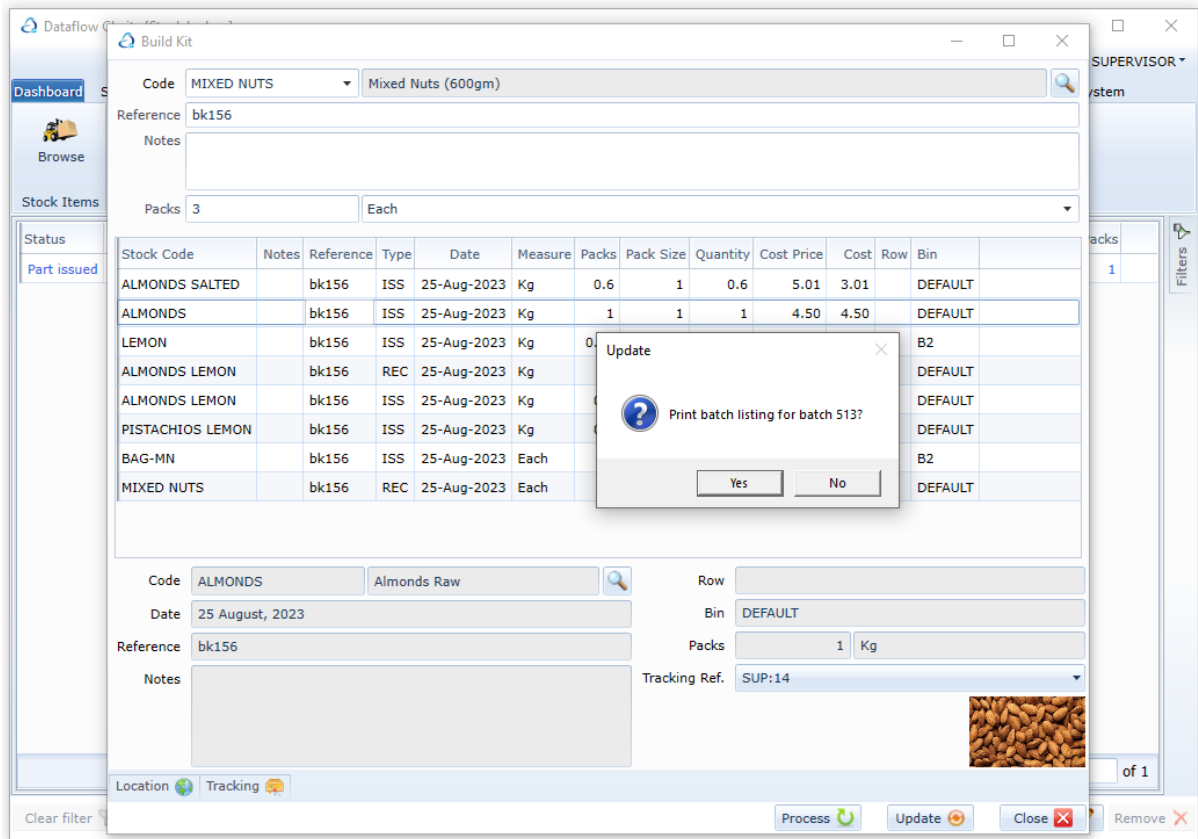 Dataflow
Build Kit
SUPERVISOR
Code MIXED NUTS Mixed Nuts (600gm)
Dashboard S
ystem
Reference bk156
Notes
Browse
Stock Items
Packs 3 Each
Status
acks
Filters
Part issued
1
Stock Code Notes Reference Type Date Measure Packs Pack Size Quantity Cost Price Cost Row Bin
ALMONDS SALTED bk156 ISS 25-Aug-2023 Kg 0.6 1 0.6 5.01 3.01 DEFAULT
ALMONDS bk156 ISS 25-Aug-2023 Kg 1 1 1 4.50 4.50 DEFAULT
LEMON bk156 ISS 25-Aug-2023 Kg 0. B2
ALMONDS LEMON bk156 REC 25-Aug-2023 Kg DEFAULT
ALMONDS LEMON bk156 ISS 25-Aug-2023 Kg DEFAULT
PISTACHIOS LEMON bk156 ISS 25-Aug-2023 Kg DEFAULT
BAG-MN bk156 ISS 25-Aug-2023 Each B2
MIXED NUTS bk156 REC 25-Aug-2023 Each DEFAULT
Update
Print batch listing for batch 513?
Yes No
Code ALMONDS Almonds Raw
Row
Date 25 August, 2023
Bin DEFAULT
Reference bk156
Packs 1 Kg
Notes
Tracking Ref. SUP:14
Location Tracking
of 1
Process Update Close
Clear filter
Remove